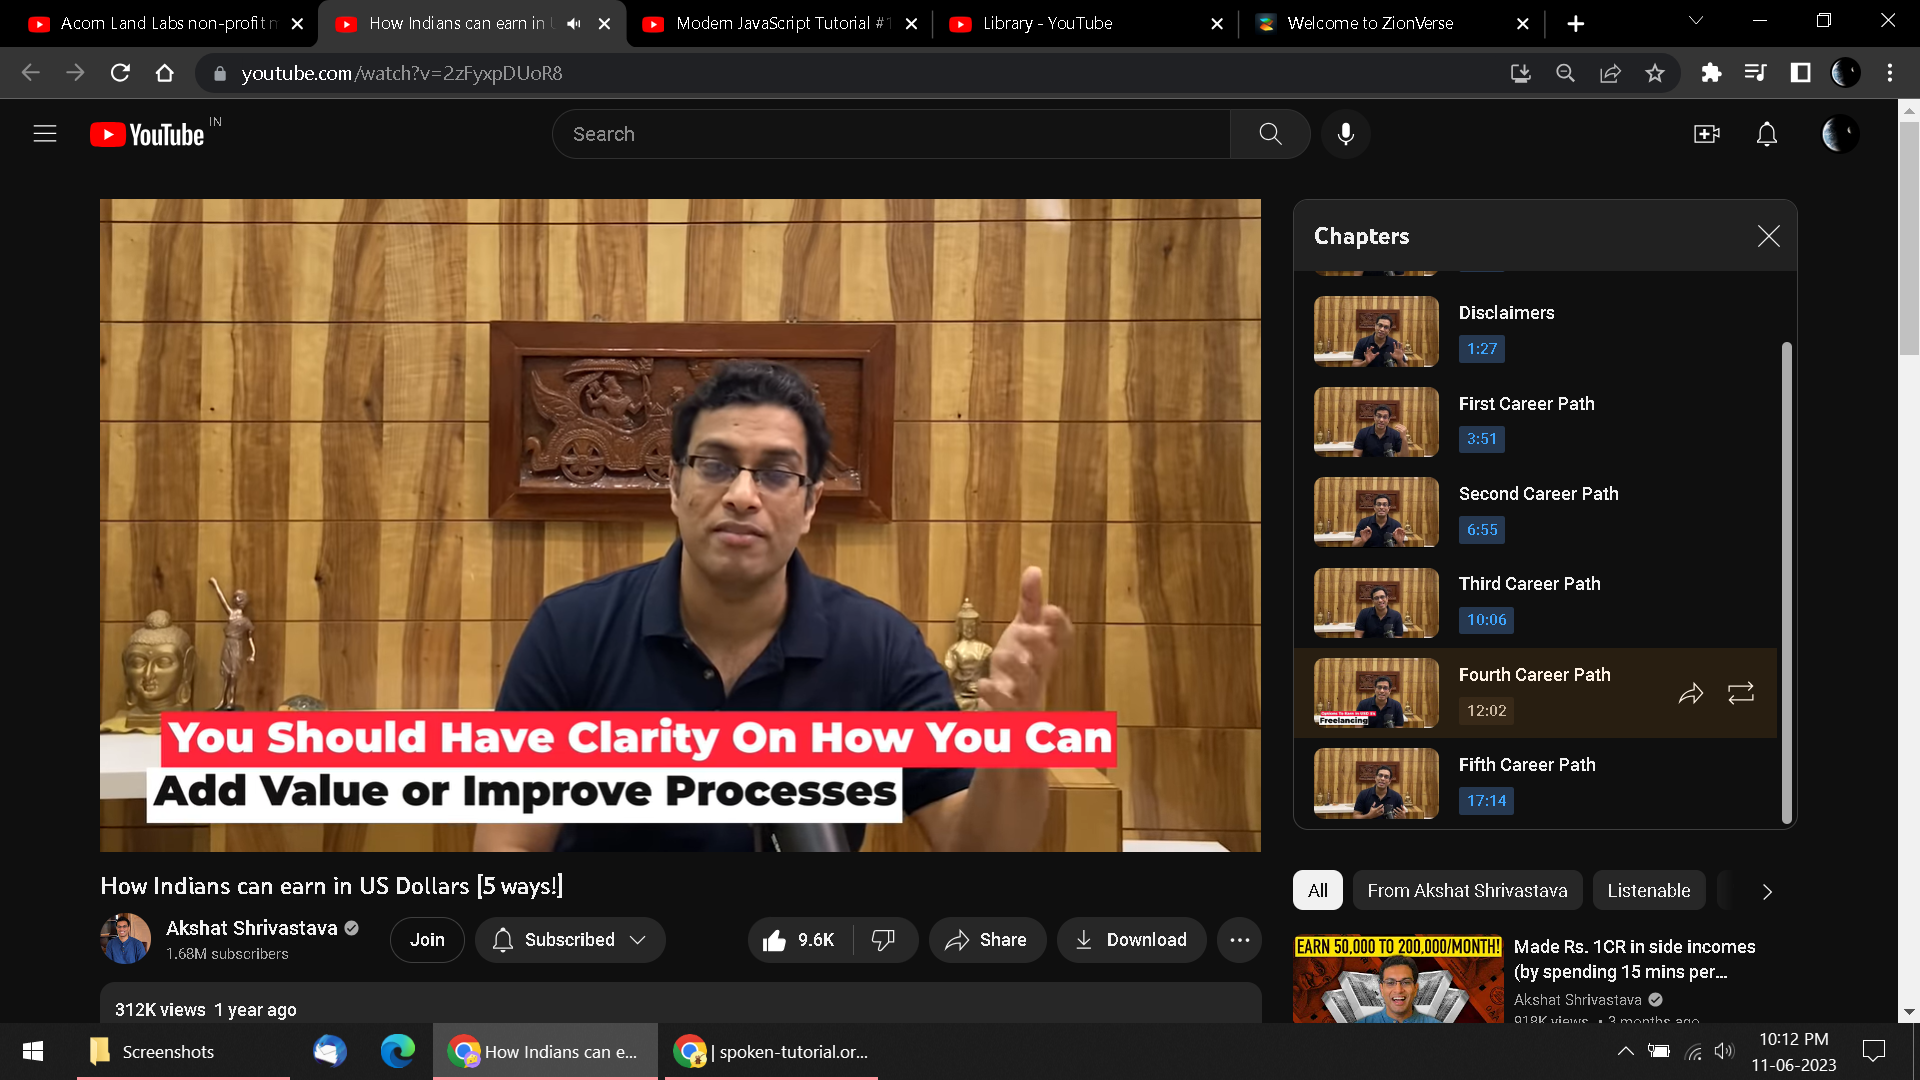 Acorn Land Labs non-profit
How Indians can earn in
Modern JavaScript Tutorial #1
Library - YouTube
Welcome to ZionVerse
youtube.com/watch?v=2zFyxpDUoR8
YouTube IN
Search
You Should Have Clarity On How You Can
Add Value or Improve Processes
How Indians can earn in US Dollars [5 ways!]
Akshat Shrivastava
1.68M subscribers
Join
Subscribed
9.6K
Share
Download
312K views 1 year ago
Chapters
Disclaimers
1:27
First Career Path
3:51
Second Career Path
6:55
Third Career Path
10:06
Freelancing
Fourth Career Path
12:02
Fifth Career Path
17:14
All
From Akshat Shrivastava
Listenable
EARN 50,000 TO 200,000/MONTH!
Made Rs. 1CR in side incomes
(by spending 15 mins per...
Akshat Shrivastava
918K views • 3 months ago
Screenshots
How Indians can e...
| spoken-tutorial.or...
10:12 PM
11-06-2023